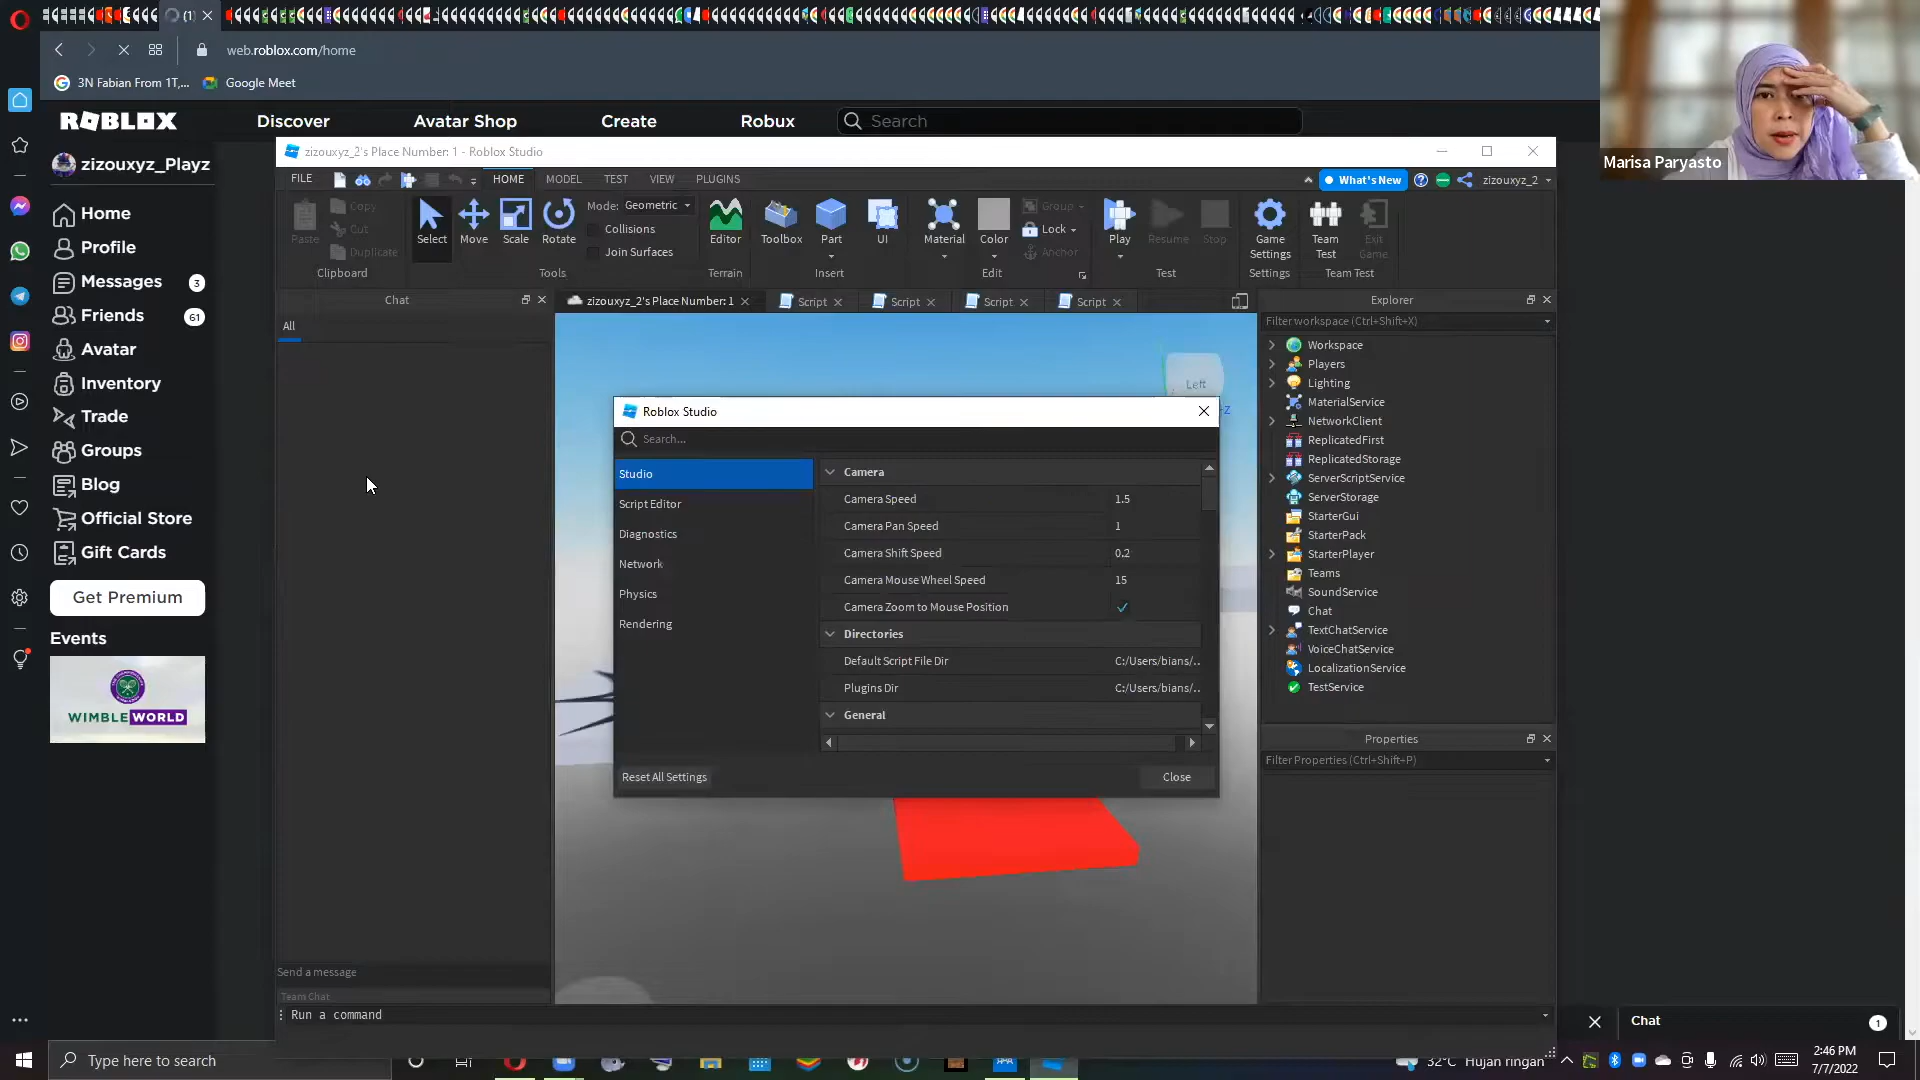 (1)
web.roblox.com/home
3N Fabian From 1T,...
Google Meet
ROBLOX
Discover
Avatar Shop
Create
Robux
Search
Marisa Paryasto
zizouxyz_Playz
Home
Profile
Messages
3
Friends
61
Avatar
Inventory
Trade
Groups
Blog
Official Store
Gift Cards
Get Premium
Events
WIMBLEWORLD
zizouxyz_2's Place Number: 1 - Roblox Studio
FILE
HOME
MODEL
TEST
VIEW
PLUGINS
What's New
zizouxyz_2
Paste
Copy
Cut
Duplicate
Clipboard
Select
Move
Scale
Rotate
Mode: Geometric
Collisions
Join Surfaces
Tools
Editor
Terrain
Toolbox
Part
UI
Insert
Material
Color
Group
Lock
Anchor
Edit
Play
Resume
Stop
Test
Game
Settings
Settings
Team
Test
Exit
Game
Team Test
Chat
All
zizouxyz_2's Place Number: 1
Script
Script
Script
Script
Left
Z
Roblox Studio
Search...
Studio
Script Editor
Diagnostics
Network
Physics
Rendering
Camera
Camera Speed 1.5
Camera Pan Speed 1
Camera Shift Speed 0.2
Camera Mouse Wheel Speed 15
Camera Zoom to Mouse Position
Directories
Default Script File Dir C:/Users/bians/..
Plugins Dir C:/Users/bians/..
General
Reset All Settings
Close
Explorer
Filter workspace (Ctrl+Shift+X)
Workspace
Players
Lighting
MaterialService
NetworkClient
ReplicatedFirst
ReplicatedStorage
ServerScriptService
ServerStorage
StarterGui
StarterPack
StarterPlayer
Teams
SoundService
Chat
TextChatService
VoiceChatService
LocalizationService
TestService
Properties
Filter Properties (Ctrl+Shift+P)
Send a message
Team Chat
Run a command
Chat
1
Type here to search
32°C Hujan ringan
2:46 PM
7/7/2022